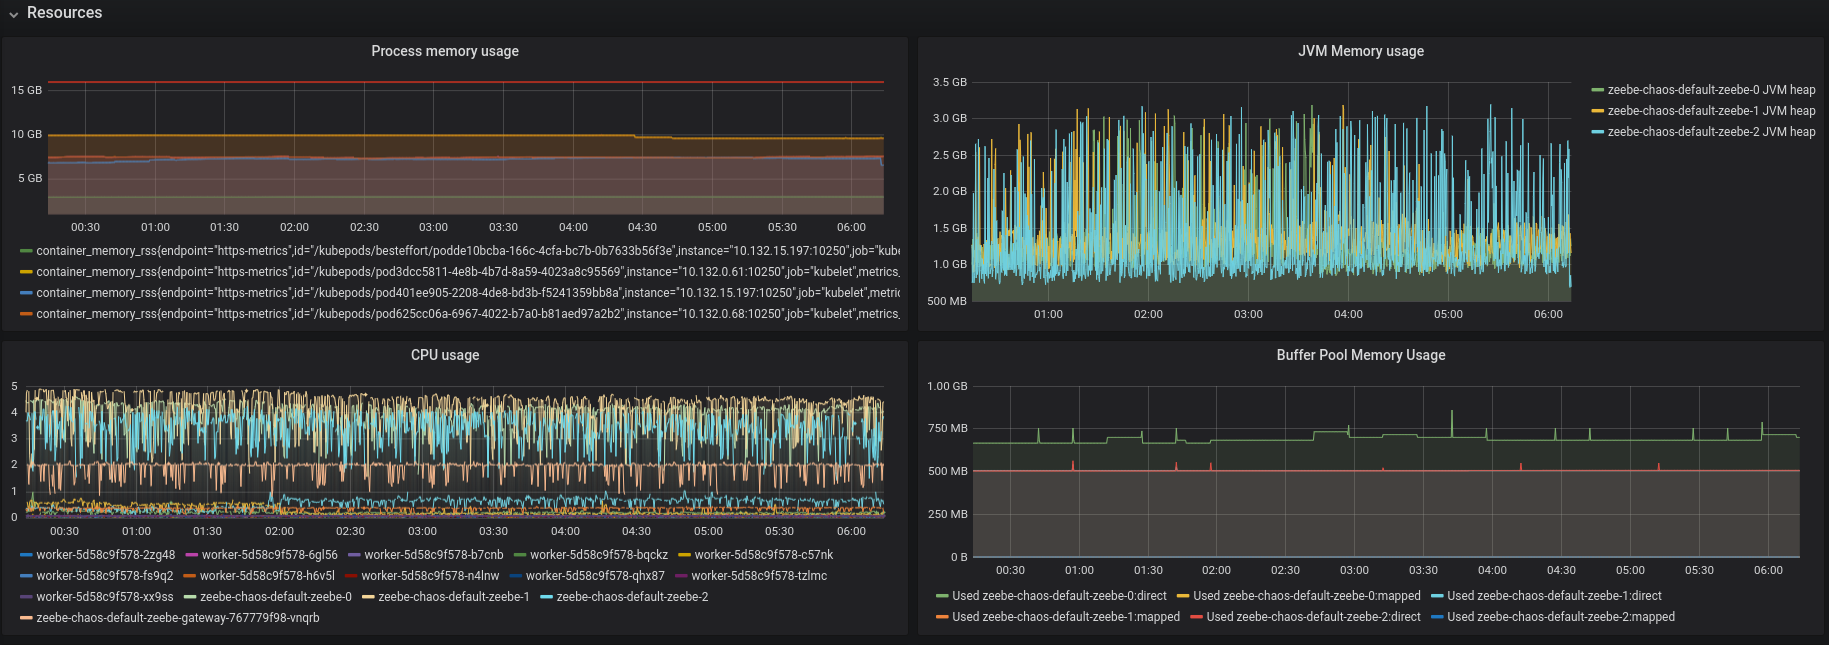 Resources
Process memory usage
15 GB
10 GB
5 GB
00:30 01:00 01:30 02:00 02:30 03:00 03:30 04:00 04:30 05:00 05:30 06:00
container_memory_rss{endpoint="https-metrics",id="/kubepods/besteffort/podde10bcba-166c-4cfa-bc7b-0b7633b56f3e",instance="10.132.15.197:10250",job="kube
container_memory_rss{endpoint="https-metrics",id="/kubepods/pod3dcc5811-4e8b-4b7d-8a59-4023a8c95569",instance="10.132.0.61:10250",job="kubelet",metrics_
container_memory_rss{endpoint="https-metrics",id="/kubepods/pod401ee905-2208-4de8-bd3b-f5241359bb8a",instance="10.132.15.197:10250",job="kubelet",metric
container_memory_rss{endpoint="https-metrics",id="/kubepods/pod625cc06a-6967-4022-b7a0-b81aed97a2b2",instance="10.132.0.68:10250",job="kubelet",metrics_
JVM Memory usage
3.5 GB
3.0 GB
2.5 GB
2.0 GB
1.5 GB
1.0 GB
500 MB
01:00 02:00 03:00 04:00 05:00 06:00
zeebe-chaos-default-zeebe-0 JVM heap
zeebe-chaos-default-zeebe-1 JVM heap
zeebe-chaos-default-zeebe-2 JVM heap
CPU usage
5
4
3
2
1
0
00:30 01:00 01:30 02:00 02:30 03:00 03:30 04:00 04:30 05:00 05:30 06:00
worker-5d58c9f578-2zg48 worker-5d58c9f578-6gl56 worker-5d58c9f578-b7cnb worker-5d58c9f578-bqckz worker-5d58c9f578-c57nk
worker-5d58c9f578-fs9q2 worker-5d58c9f578-h6v5l worker-5d58c9f578-n4lnw worker-5d58c9f578-qhx87 worker-5d58c9f578-tzlmc
worker-5d58c9f578-xx9ss zeebe-chaos-default-zeebe-0 zeebe-chaos-default-zeebe-1 zeebe-chaos-default-zeebe-2
zeebe-chaos-default-zeebe-gateway-767779f98-vnqrb
Buffer Pool Memory Usage
1.00 GB
750 MB
500 MB
250 MB
0 B
00:30 01:00 01:30 02:00 02:30 03:00 03:30 04:00 04:30 05:00 05:30 06:00
Used zeebe-chaos-default-zeebe-0:direct Used zeebe-chaos-default-zeebe-0:mapped Used zeebe-chaos-default-zeebe-1:direct
Used zeebe-chaos-default-zeebe-1:mapped Used zeebe-chaos-default-zeebe-2:direct Used zeebe-chaos-default-zeebe-2:mapped